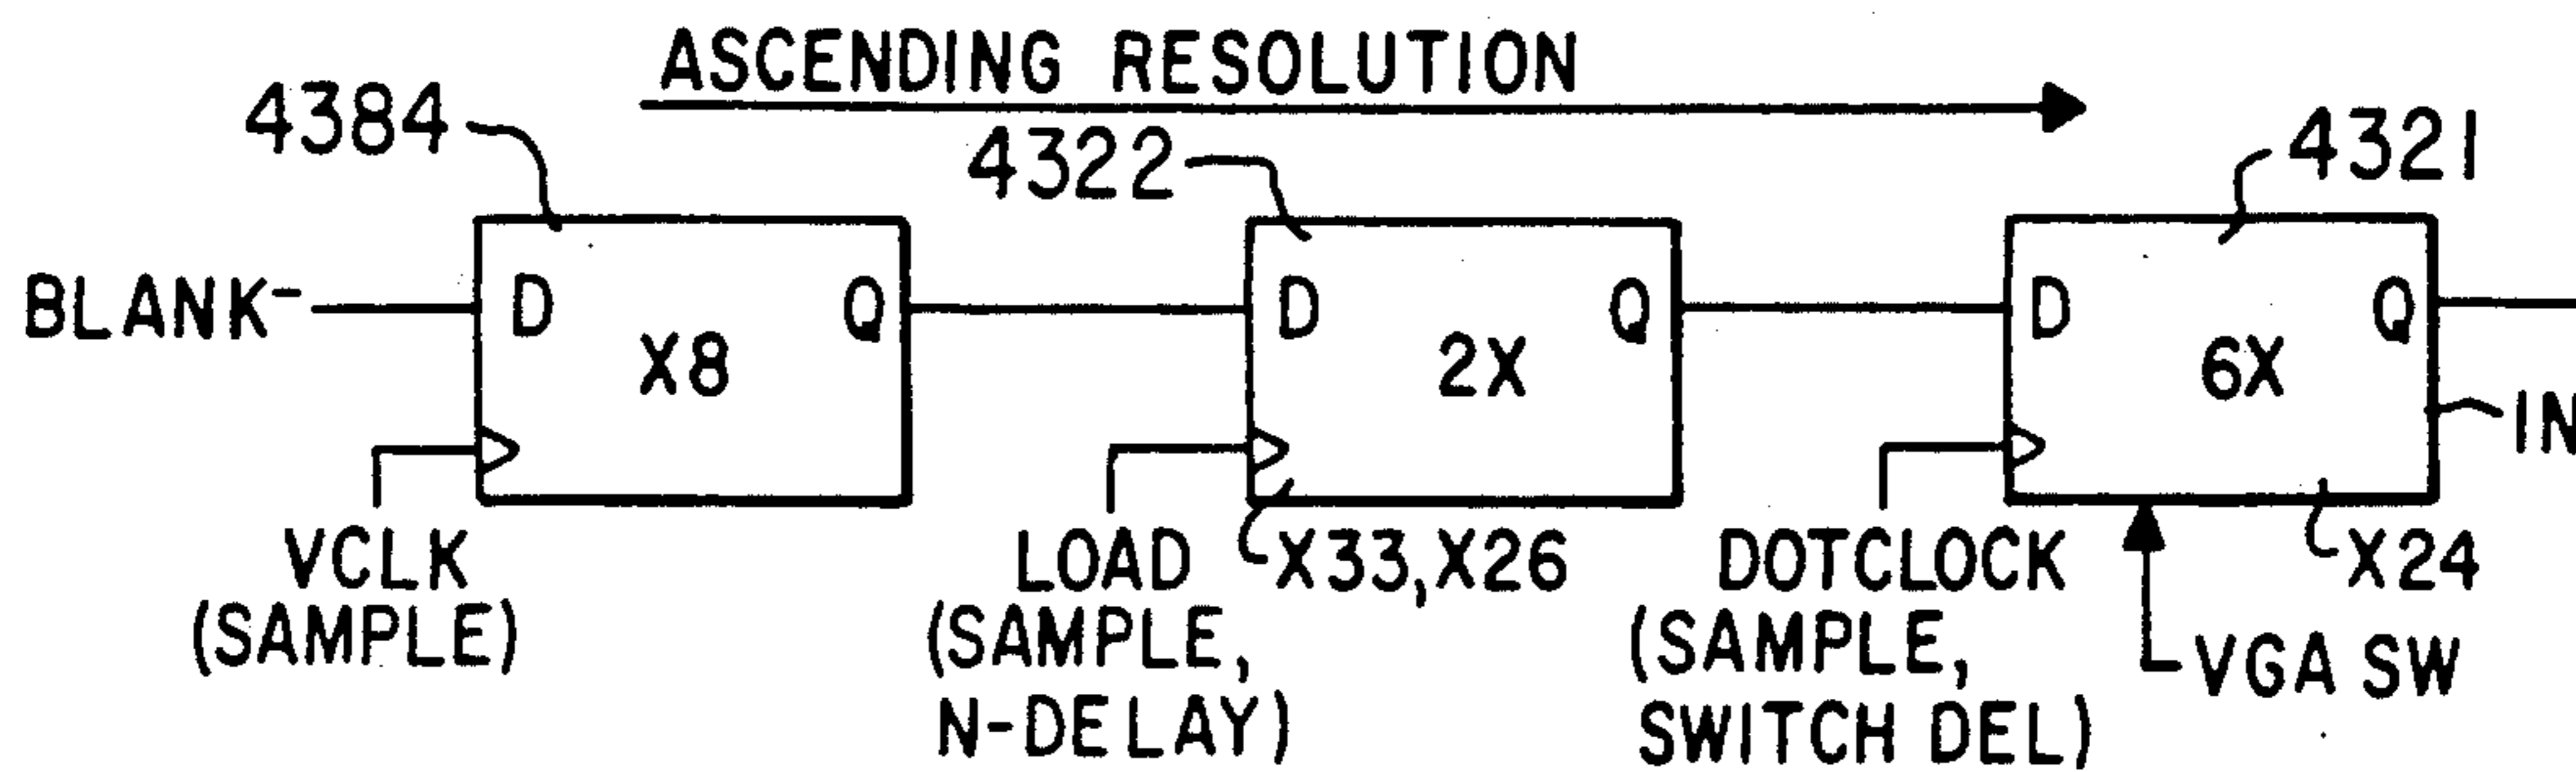 ASCENDING RESOLUTION
4384
4322
4321
BLANK-
D
Q
X8
D
Q
2X
D
Q
6X
IN
VCLK
(SAMPLE)
LOAD
(SAMPLE,
N-DELAY)
X33,X26
DOTCLOCK
(SAMPLE,
SWITCH DEL)
X24
VGA SW